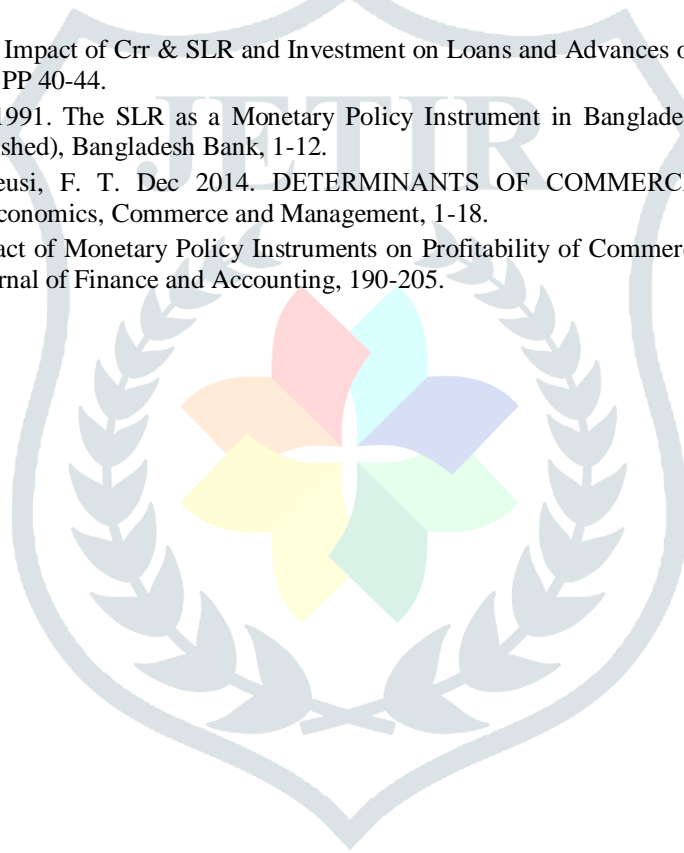 Impact of Crr & SLR and Investment on Loans and Advances o
PP 40-44.
1991. The SLR as a Monetary Policy Instrument in Banglade
shed), Bangladesh Bank, 1-12.
eusi, F. T. Dec 2014. DETERMINANTS OF COMMERC
conomics, Commerce and Management, 1-18.
act of Monetary Policy Instruments on Profitability of Commer
rnal of Finance and Accounting, 190-205.
JETIR